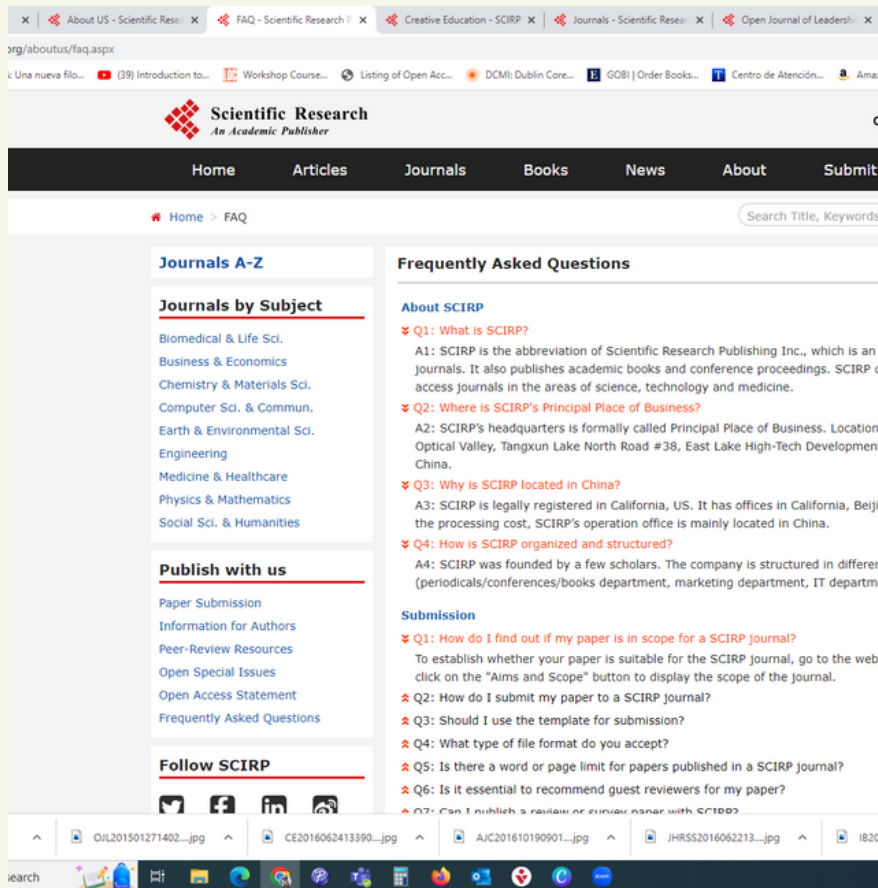 About US - Scientific Resea
FAQ - Scientific Research P
Creative Education - SCIRP
Journals - Scientific Resear
Open Journal of Leadershi
org/aboutus/faq.aspx
: Una nueva filo...
(39) Introduction to...
Workshop Course...
Listing of Open Acc...
DCMI: Dublin Core...
GOBI | Order Books...
Centro de Atención...
Ama
Scientific Research
An Academic Publisher
Home Articles Journals Books News About Submit
Home > FAQ
Search Title, Keywords
Journals A-Z
Journals by Subject
Biomedical & Life Sci.
Business & Economics
Chemistry & Materials Sci.
Computer Sci. & Commun.
Earth & Environmental Sci.
Engineering
Medicine & Healthcare
Physics & Mathematics
Social Sci. & Humanities
Publish with us
Paper Submission
Information for Authors
Peer-Review Resources
Open Special Issues
Open Access Statement
Frequently Asked Questions
Follow SCIRP
Frequently Asked Questions
About SCIRP
Q1: What is SCIRP?
A1: SCIRP is the abbreviation of Scientific Research Publishing Inc., which is an
journals. It also publishes academic books and conference proceedings. SCIRP
access journals in the areas of science, technology and medicine.
Q2: Where is SCIRP's Principal Place of Business?
A2: SCIRP's headquarters is formally called Principal Place of Business. Location
Optical Valley, Tangxun Lake North Road #38, East Lake High-Tech Development
China.
Q3: Why is SCIRP located in China?
A3: SCIRP is legally registered in California, US. It has offices in California, Beiji
the processing cost, SCIRP's operation office is mainly located in China.
Q4: How is SCIRP organized and structured?
A4: SCIRP was founded by a few scholars. The company is structured in differen
(periodicals/conferences/books department, marketing department, IT departm
Submission
Q1: How do I find out if my paper is in scope for a SCIRP journal?
To establish whether your paper is suitable for the SCIRP journal, go to the web
click on the "Aims and Scope" button to display the scope of the journal.
Q2: How do I submit my paper to a SCIRP journal?
Q3: Should I use the template for submission?
Q4: What type of file format do you accept?
Q5: Is there a word or page limit for papers published in a SCIRP journal?
Q6: Is it essential to recommend guest reviewers for my paper?
Q7: Can I publish a review or survey paper with SCIRP?
OJL201501271402....jpg
CE2016062413390...jpg
AJC201610190901....jpg
JHRSS2016062213....jpg
IB20
search